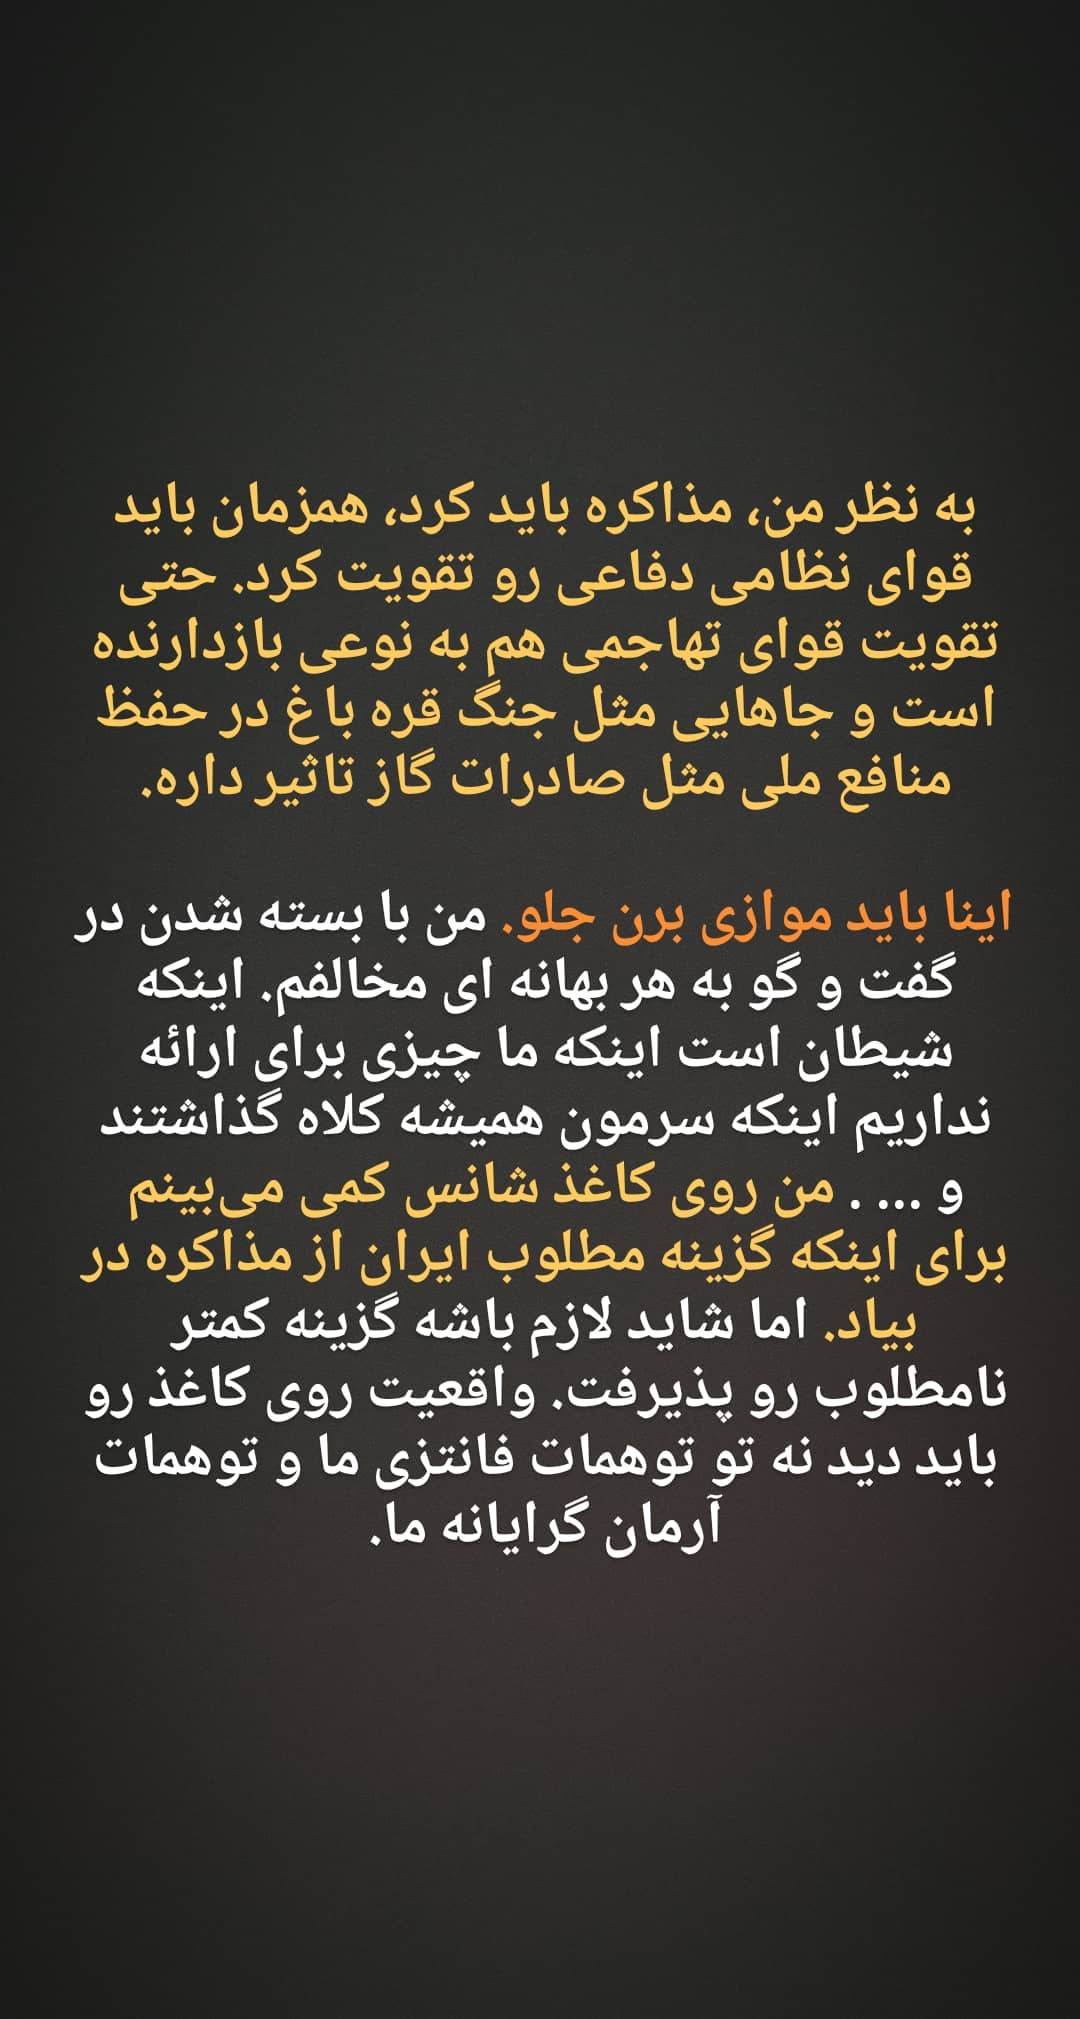 به نظر من، مذاکره باید کرد، همزمان باید
قوای نظامی دفاعی رو تقویت کرد. حتی
تقویت قوای تهاجمی هم به نوعی بازدارنده
است و جاهایی مثل جنگ قره باغ در حفظ
منافع ملی مثل صادرات گاز تاثیر داره.
اینا باید موازی برن جلو. من با بسته شدن در
گفت و گو به هر بهانه ای مخالفم. اینکه
شیطان است اینکه ما چیزی برای ارائه
نداریم اینکه سرمون همیشه کلاه گذاشتند
و ... . من روی کاغذ شانس کمی می‌بینم
برای اینکه گزینه مطلوب ایران از مذاکره در
بیاد. اما شاید لازم باشه گزینه کمتر
نامطلوب رو پذیرفت. واقعیت روی کاغذ رو
باید دید نه تو توهمات فانتزی ما و توهمات
آرمان گرایانه ما.